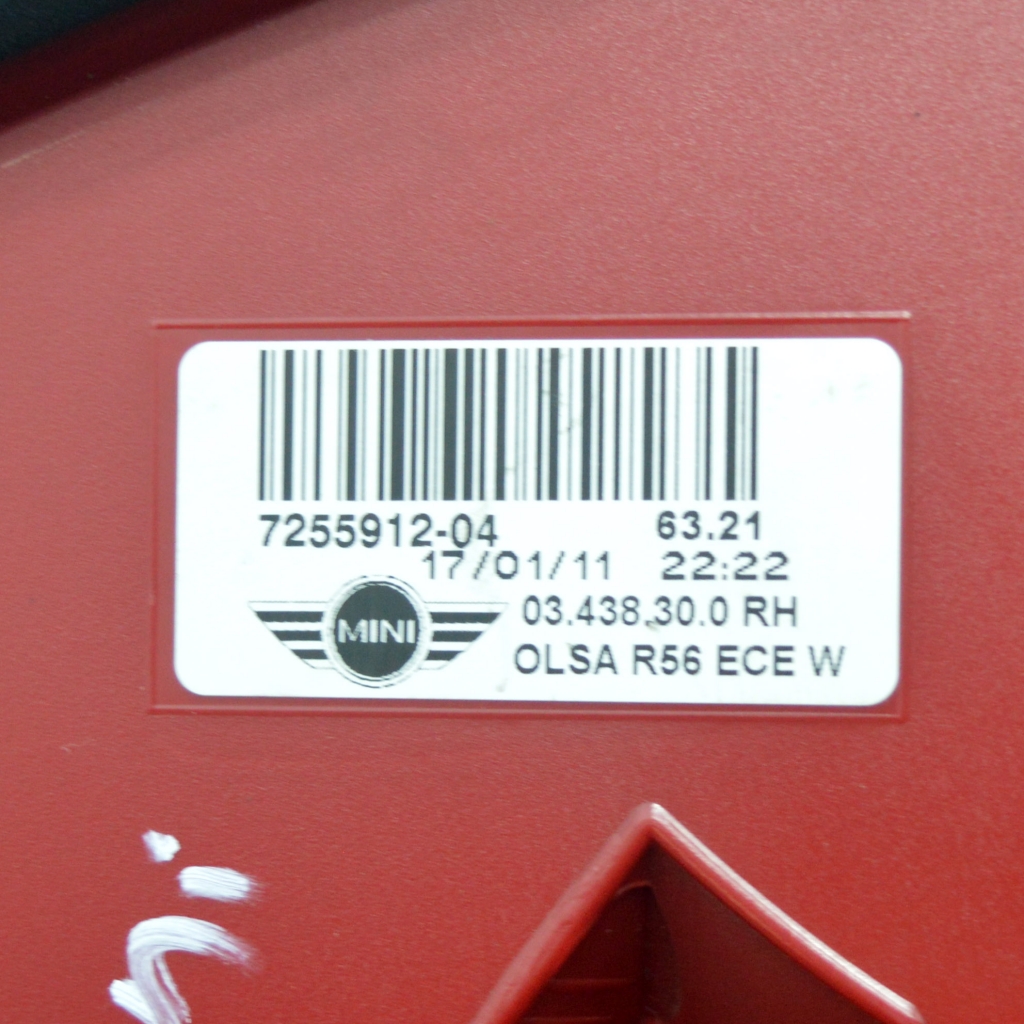 7255912-04 63.21
17/01/11 22:22
03.438.30.0 RH
MINI
OLSA R56 ECE W